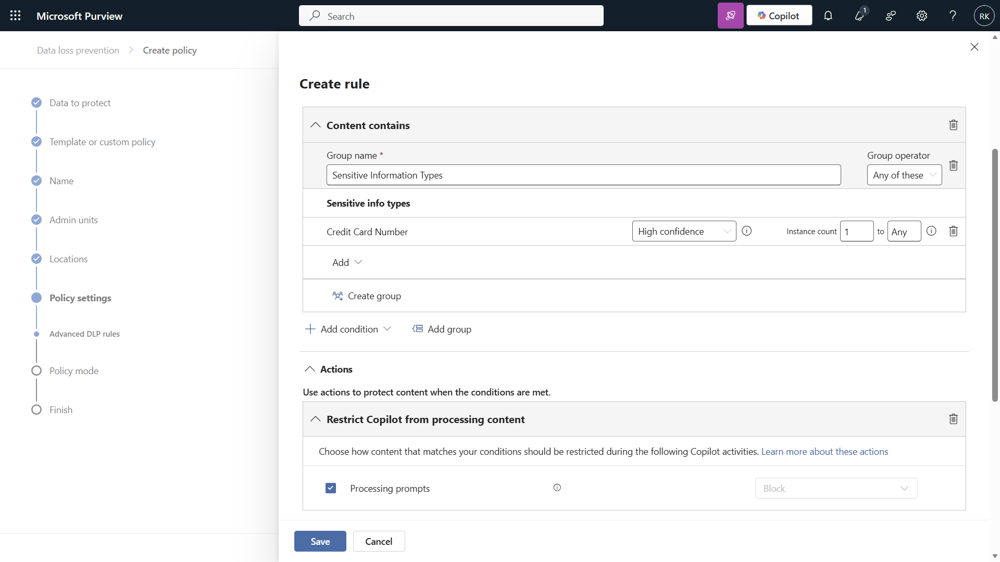 Microsoft Purview
Search
Copilot
1
RK
Data loss prevention
Create policy
Data to protect
Template or custom policy
Name
Admin units
Locations
Policy settings
Advanced DLP rules
Policy mode
Finish
Create rule
Content contains
Group name *
Group operator
Sensitive Information Types
Any of these
Sensitive info types
Credit Card Number
High confidence
Instance count 1 to Any
Add
Create group
Add condition
Add group
Actions
Use actions to protect content when the conditions are met.
Restrict Copilot from processing content
Choose how content that matches your conditions should be restricted during the following Copilot activities. Learn more about these actions
Processing prompts
Block
Save
Cancel